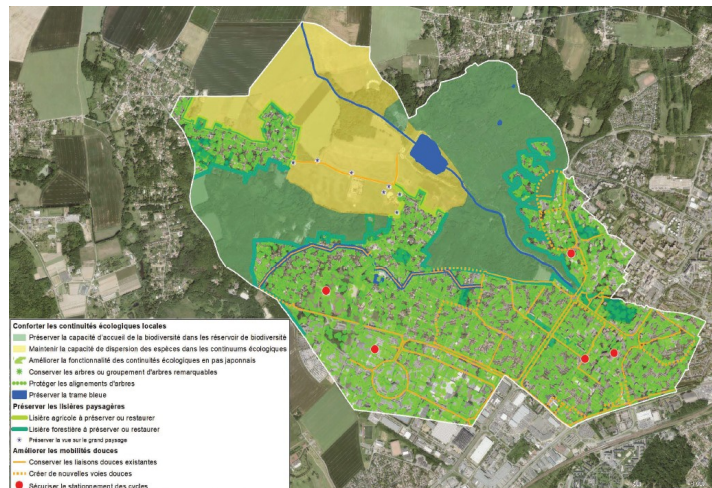 Conforter les continuités écologiques locales
Préserver la capacité d'accueil de la biodiversité dans les réservoir de biodiversité
Maintenir la capacité de dispersion des espèces dans les continuums écologiques
Améliorer la fonctionnalité des continuités écologiques en pas japonnais
Conserver les arbres ou groupement d'arbres remarquables
Protéger les alignements d'arbres
Préserver la trame bleue
Préserver les lisières paysagères
Lisière agricole à préserver ou restaurer
Lisière forestière à préserver ou restaurer
Préserver la vue sur le grand paysage
Améliorer les mobilités douces
Conserver les liaisons douces existantes
Créer de nouvelles voies douces
Sécuriser le stationnement des cycles